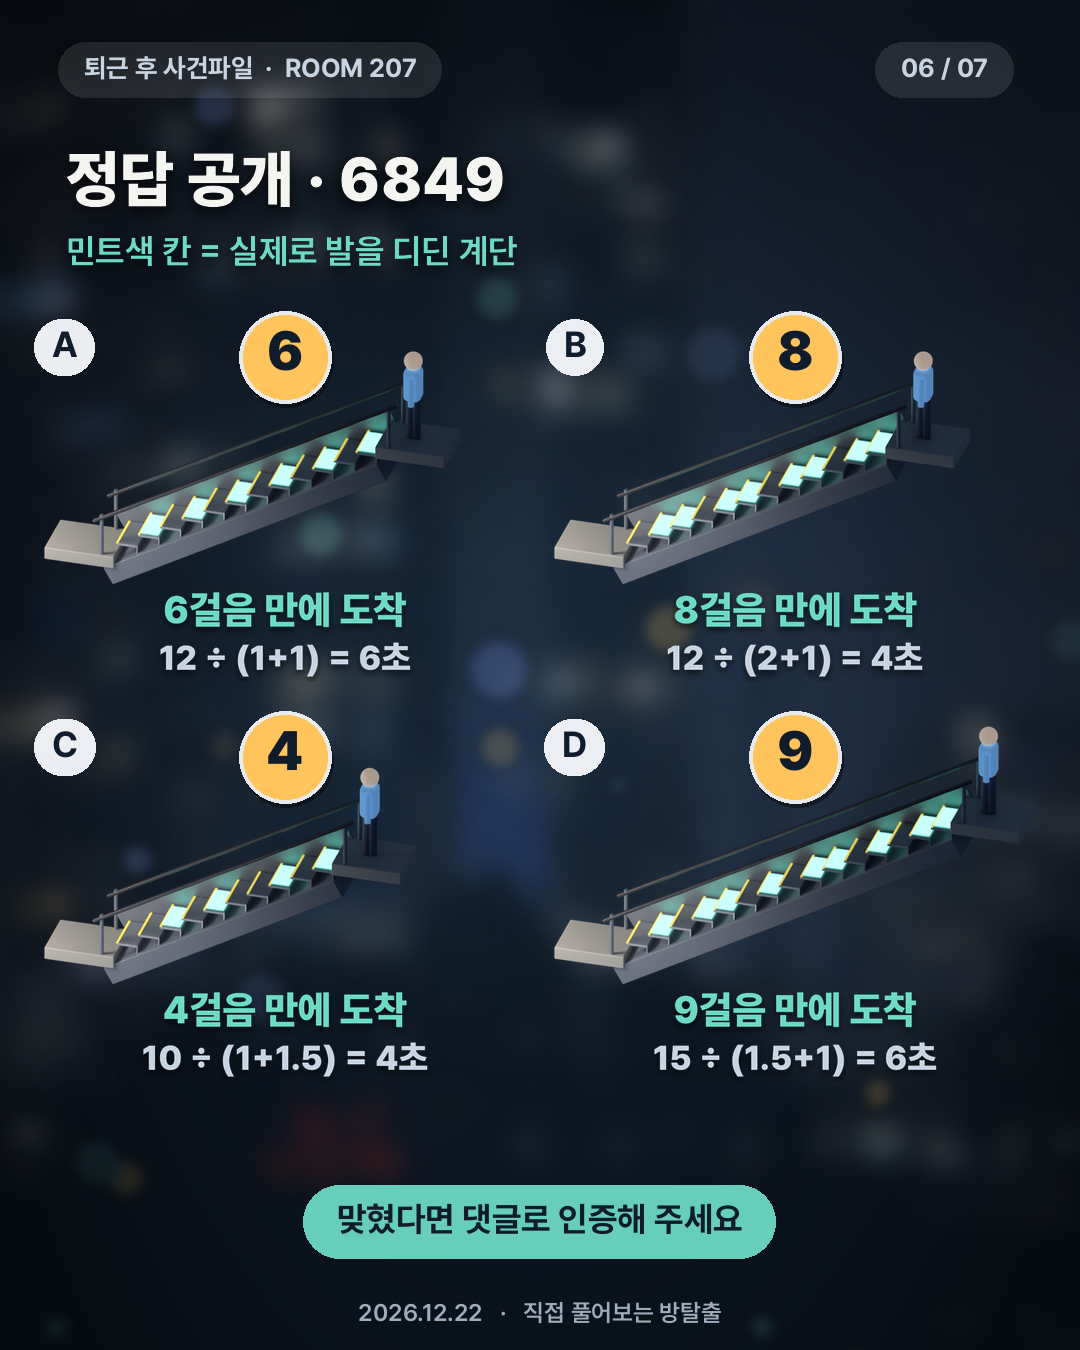 퇴근 후 사건파일 · ROOM 207
06 / 07
정답 공개 · 6849
민트색 칸 = 실제로 발을 디딘 계단
A
6
B
8
6걸음 만에 도착
12 ÷ (1+1) = 6초
8걸음 만에 도착
12 ÷ (2+1) = 4초
C
4
D
9
4걸음 만에 도착
10 ÷ (1+1.5) = 4초
9걸음 만에 도착
15 ÷ (1.5+1) = 6초
맞혔다면 댓글로 인증해 주세요
2026.12.22 · 직접 풀어보는 방탈출